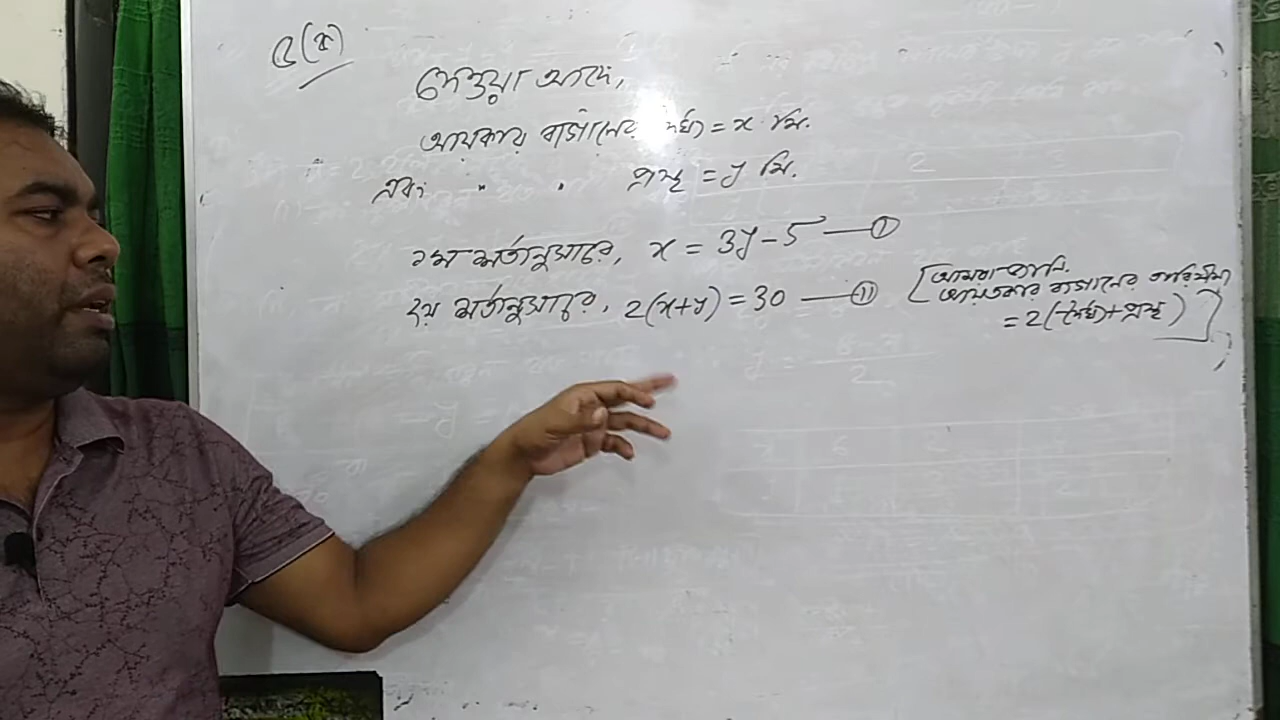 ৫(ক)
দেওয়া আছে,
আয়তকার বাগানের দৈর্ঘ্য = x মি.
এবং " " প্রস্থ = y মি.
১ম শর্তানুসারে, x = 3y - 5 —— (i)
২য় শর্তানুসারে, 2(x+y) = 30 —— (ii)
[আমরা জানি,
আয়তকার বাগানের পরিসীমা
= 2(দৈর্ঘ্য + প্রস্থ)]